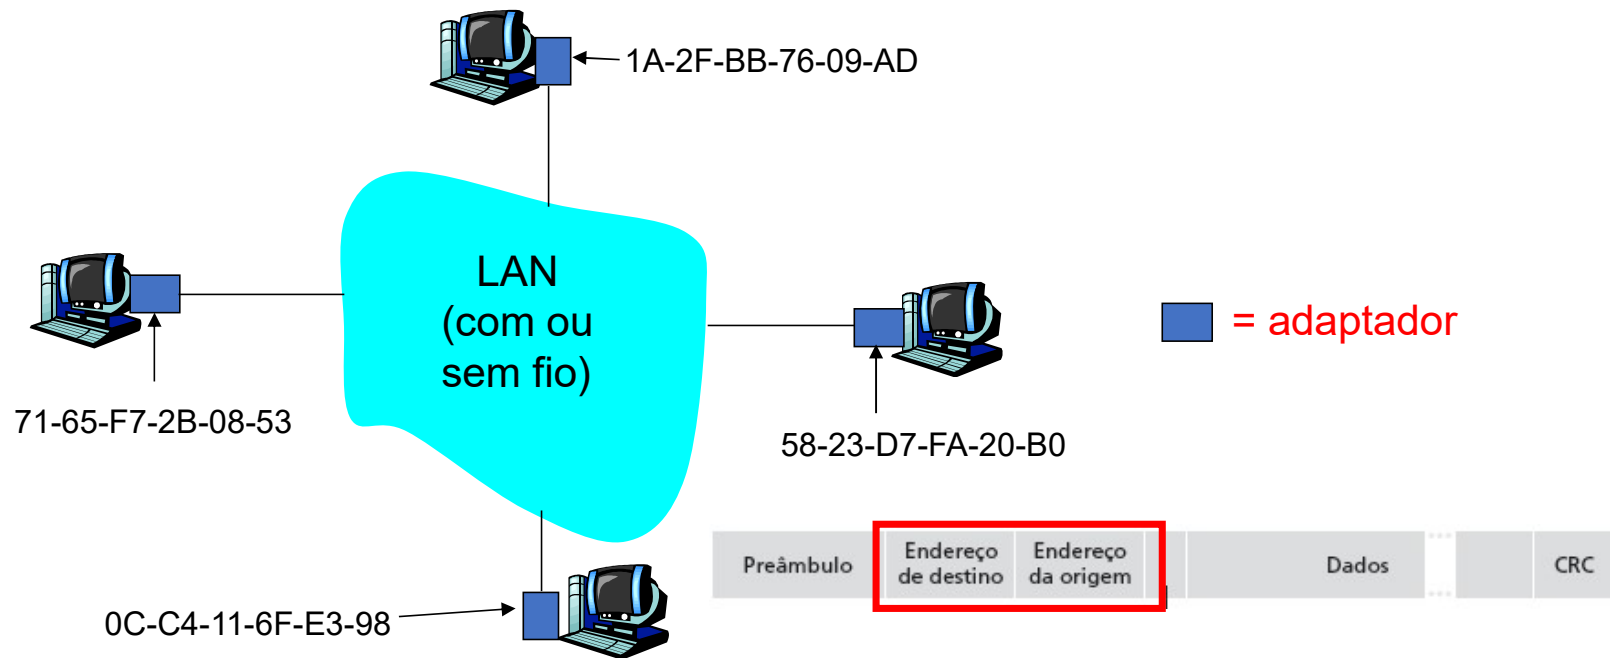 1A-2F-BB-76-09-AD
LAN
(com ou
sem fio)
= adaptador
71-65-F7-2B-08-53
58-23-D7-FA-20-B0
Preâmbulo
Endereço
de destino
Endereço
da origem
Dados
CRC
0C-C4-11-6F-E3-98